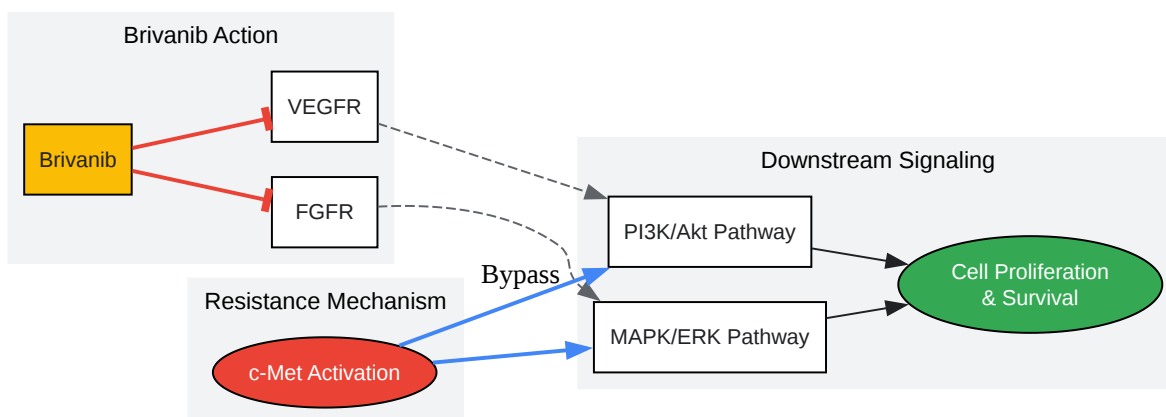 Brivanib Action
VEGFR
Brivanib
FGFR
Downstream Signaling
PI3K/Akt Pathway
Cell Proliferation
& Survival
Bypass
Resistance Mechanism
MAPK/ERK Pathway
c-Met Activation